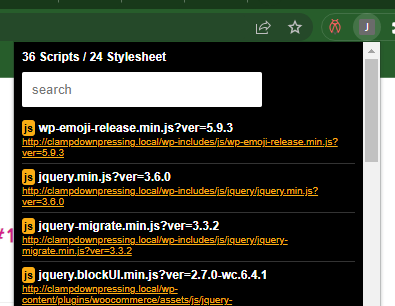 J
36 Scripts / 24 Stylesheet
search
js wp-emoji-release.min.js?ver=5.9.3
http://clampdownpressing.local/wp-includes/js/wp-emoji-release.min.js?
ver=5.9.3
js jquery.min.js?ver=3.6.0
http://clampdownpressing.local/wp-includes/js/jquery/jquery.min.js?
ver=3.6.0
#1
js jquery-migrate.min.js?ver=3.3.2
http://clampdownpressing.local/wp-includes/js/jquery/jquery-
migrate.min.js?ver=3.3.2
js jquery.blockUI.min.js?ver=2.7.0-wc.6.4.1
http://clampdownpressing.local/wp-
content/plugins/woocommerce/assets/js/jquery-